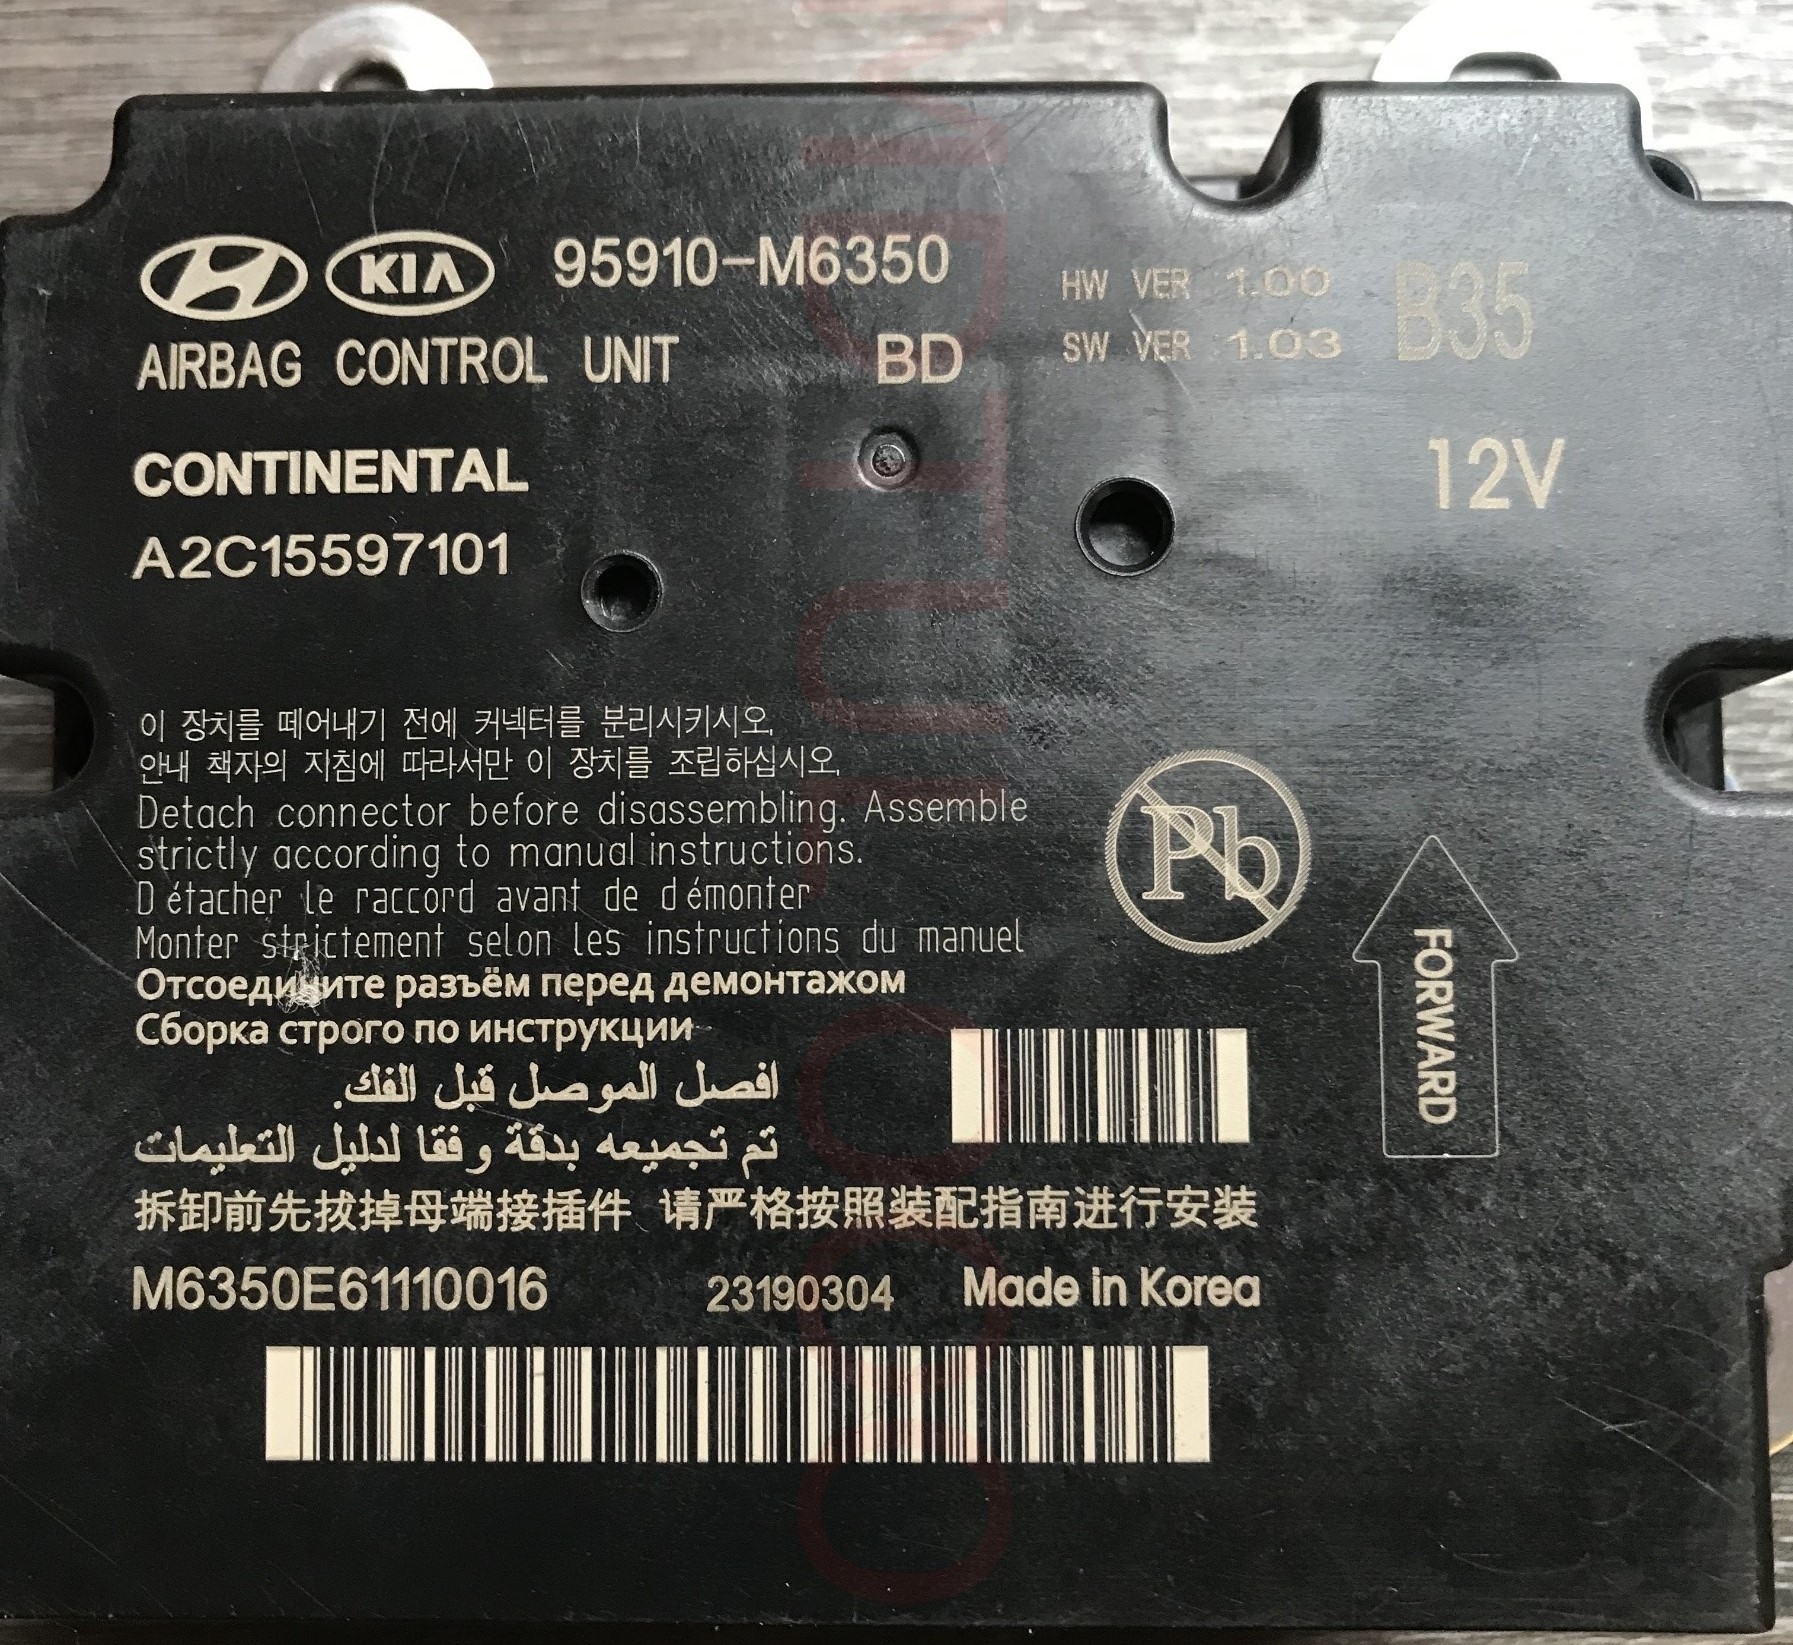 KIA 95910-M6350
HW VER 1.00
B35
AIRBAG CONTROL UNIT BD
SW VER 1.03
CONTINENTAL
12V
A2C15597101
이 장치를 떼어내기 전에 커넥터를 분리시키시오.
안내 책자의 지침에 따라서만 이 장치를 조립하십시오.
Detach connector before disassembling. Assemble
strictly according to manual instructions.
Détacher le raccord avant de démonter
Monter strictement selon les instructions du manuel
Pb
FORWARD
Отсоедините разъём перед демонтажом
Сборка строго по инструкции
افصل الموصل قبل الفك.
تم تجميعه بدقة وفقا لدليل التعليمات
拆卸前先拔掉母端接插件 请严格按照装配指南进行安装
M6350E61110016 23190304 Made in Korea